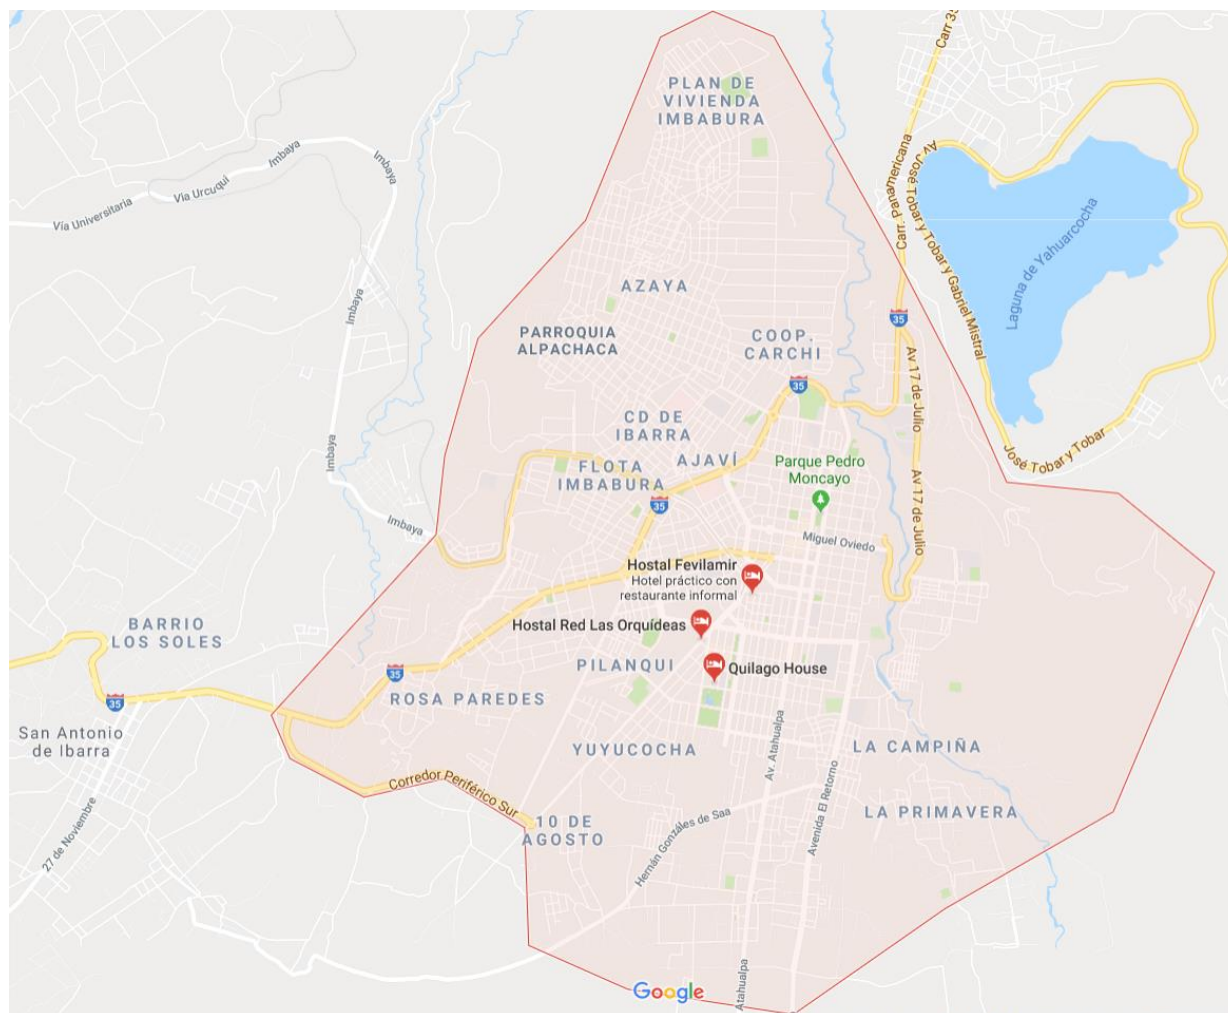 PLAN DE
VIVIENDA
IMBABURA
Carr 35
Carr. Panamericana
Av. José Tobar y Tobar y Gabriel Mistral
Laguna de Yahuarcocha
Imbaya
Imbaya
Vía Urcuquí
Vía Universitaria
Imbaya
AZAYA
PARROQUIA
ALPACHACA
COOP.
CARCHI
35
35
Av 17 de Julio
José Tobar y Tobar
CD DE
IBARRA
AJAVÍ
FLOTA
IMBABURA
Parque Pedro
Moncayo
Imbaya
35
Av 17 de Julio
Imbaya
Miguel Oviedo
Hostal Fevilamir
Hotel práctico con
restaurante informal
Hostal Red Las Orquídeas
Quilago House
BARRIO
LOS SOLES
PILANQUI
35
ROSA PAREDES
35
San Antonio
de Ibarra
YUYUCOCHA
Av. Atahualpa
LA CAMPIÑA
Corredor Periférico Sur
Avenida El Retorno
LA PRIMAVERA
10 DE
AGOSTO
27 de Noviembre
Hernán Gonzáles de Saa
Atahualpa
Google